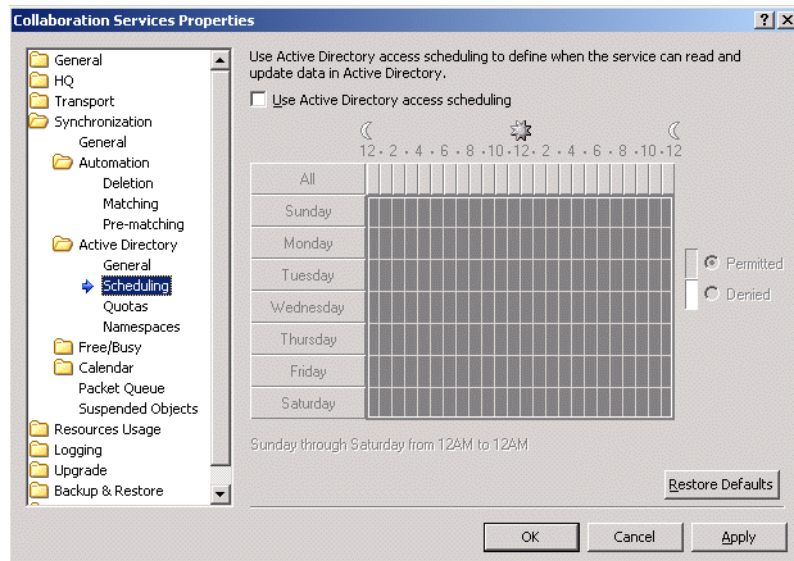 Collaboration Services Properties
?
General
HQ
Transport
Synchronization
General
Automation
Deletion
Matching
Pre-matching
Active Directory
General
Scheduling
Quotas
Namespaces
Free/Busy
Calendar
Packet Queue
Suspended Objects
Resources Usage
Logging
Upgrade
Backup & Restore
Use Active Directory access scheduling to define when the service can read and
update data in Active Directory.
Use Active Directory access scheduling
12 · 2 · 4 · 6 · 8 · 10 · 12 · 2 · 4 · 6 · 8 · 10 · 12
All
Sunday
Monday
Tuesday
Wednesday
Thursday
Friday
Saturday
Permitted
Denied
Sunday through Saturday from 12AM to 12AM
Restore Defaults
OK Cancel Apply